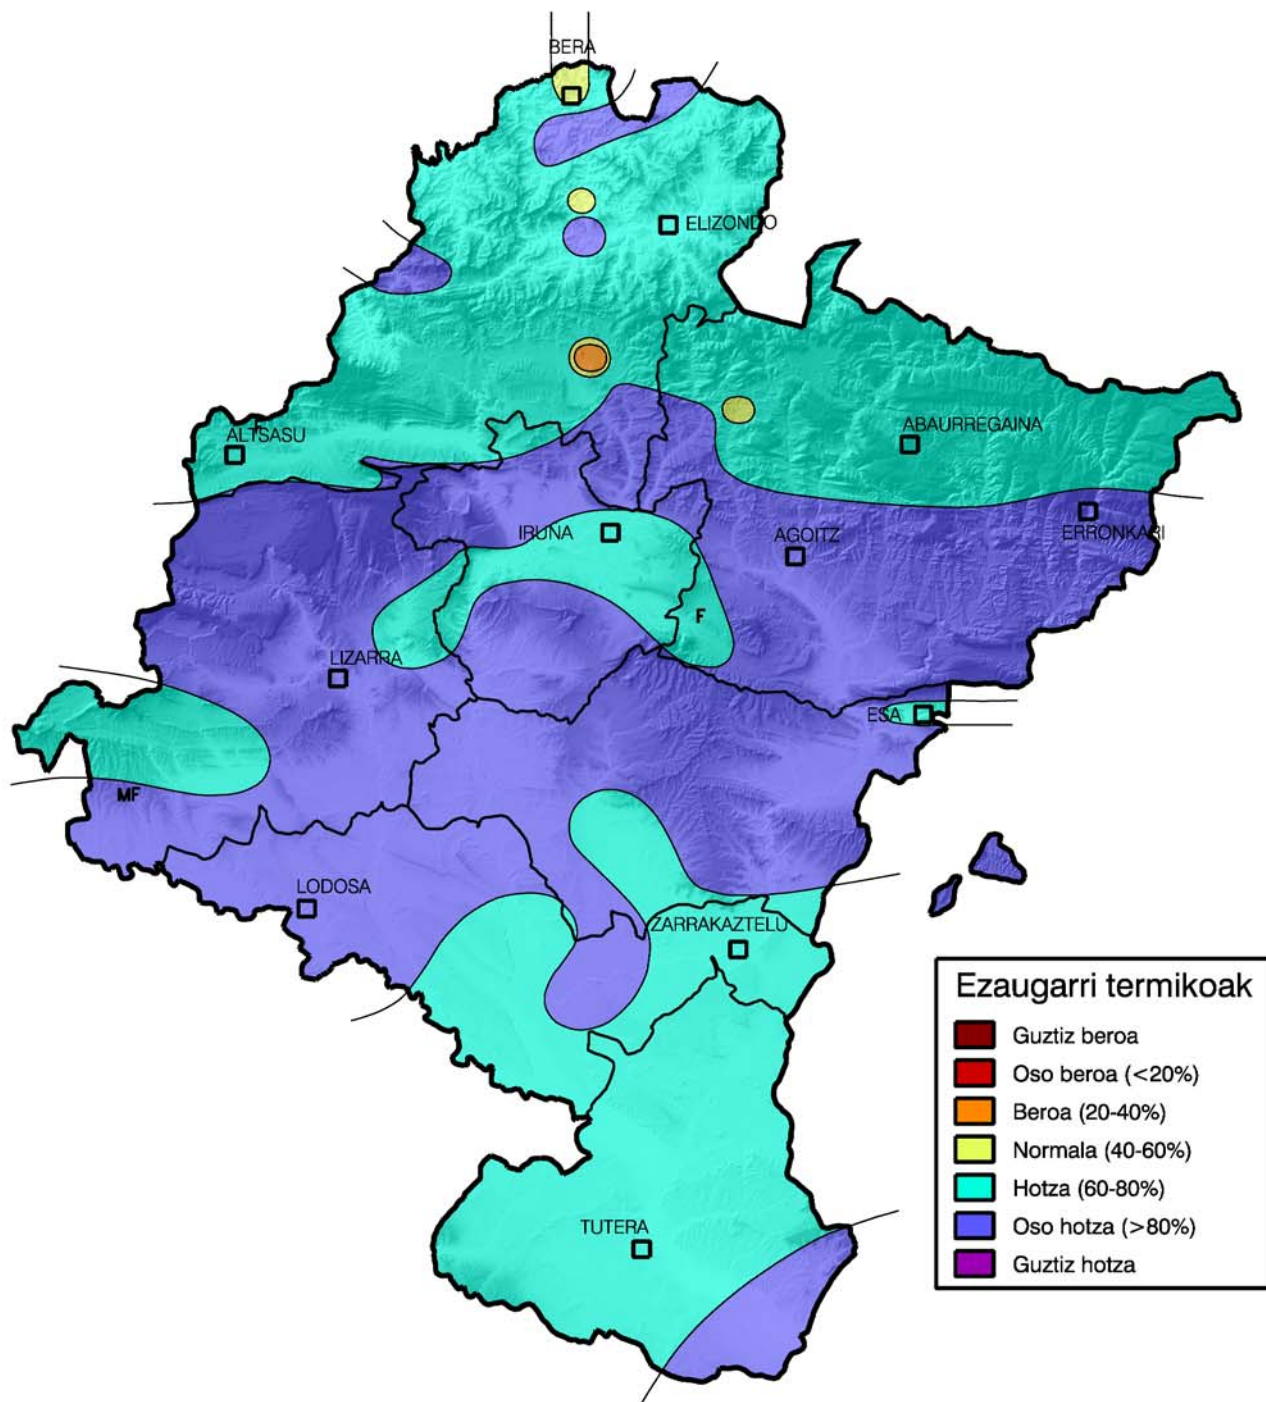 BERA
ELIZONDO
F
ALTSASU
ABAURREGAINA
IRUNA
AGOITZ
ERRONKARI
F
LIZARRA
ESA
MF
LODOSA
ZARRAKAZTELU
TUTERA
Ezaugarri termikoak
Guztiz beroa
Oso beroa (<20%)
Beroa (20-40%)
Normala (40-60%)
Hotza (60-80%)
Oso hotza (>80%)
Guztiz hotza